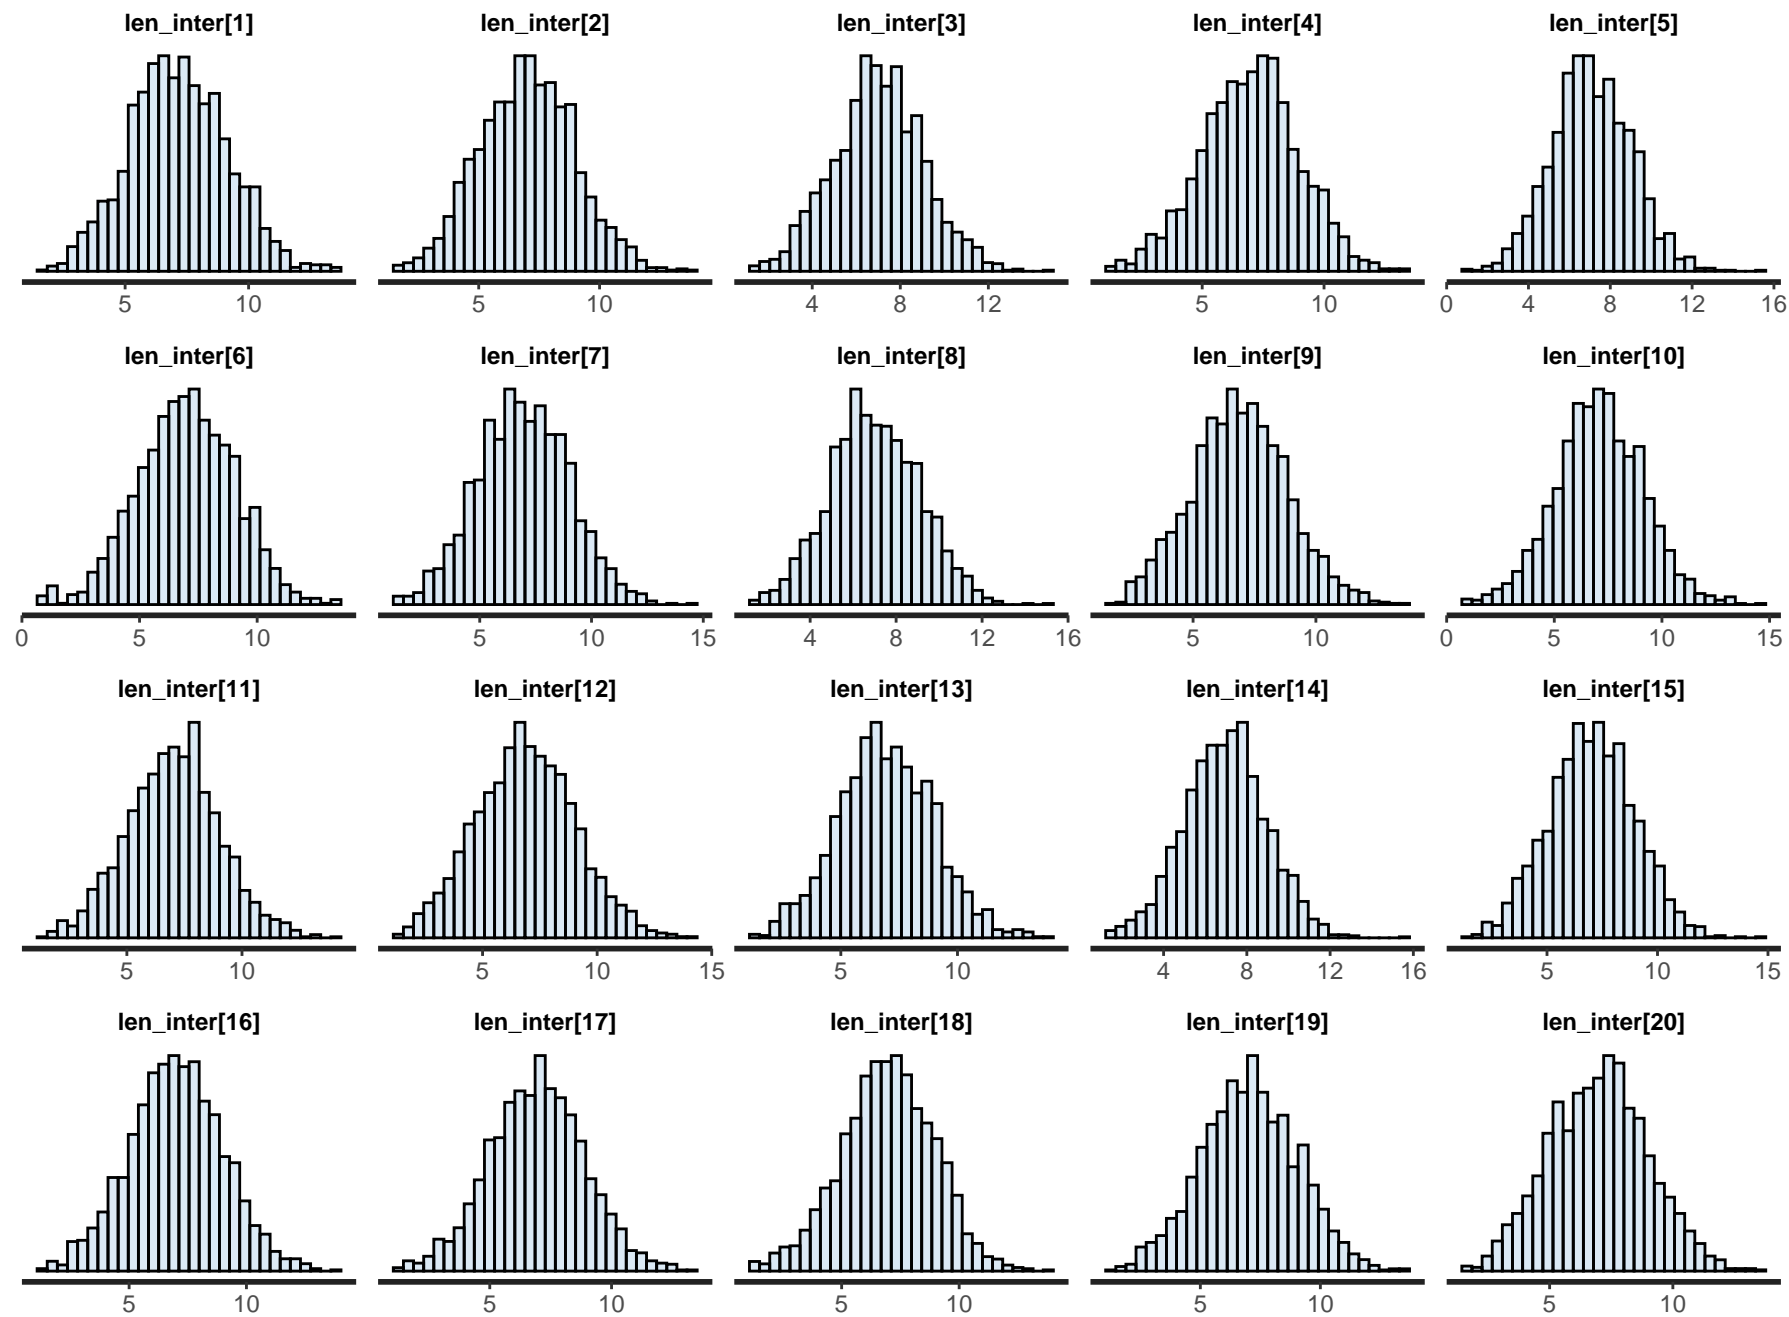 len_inter[1] len_inter[2] len_inter[3] len_inter[4] len_inter[5]
5 10 5 10 4 8 12 5 10 0 4 8 12 16
len_inter[6] len_inter[7] len_inter[8] len_inter[9] len_inter[10]
0 5 10 5 10 15 4 8 12 16 5 10 0 5 10 15
len_inter[11] len_inter[12] len_inter[13] len_inter[14] len_inter[15]
5 10 5 10 15 5 10 4 8 12 16 5 10 15
len_inter[16] len_inter[17] len_inter[18] len_inter[19] len_inter[20]
5 10 5 10 5 10 5 10 5 10